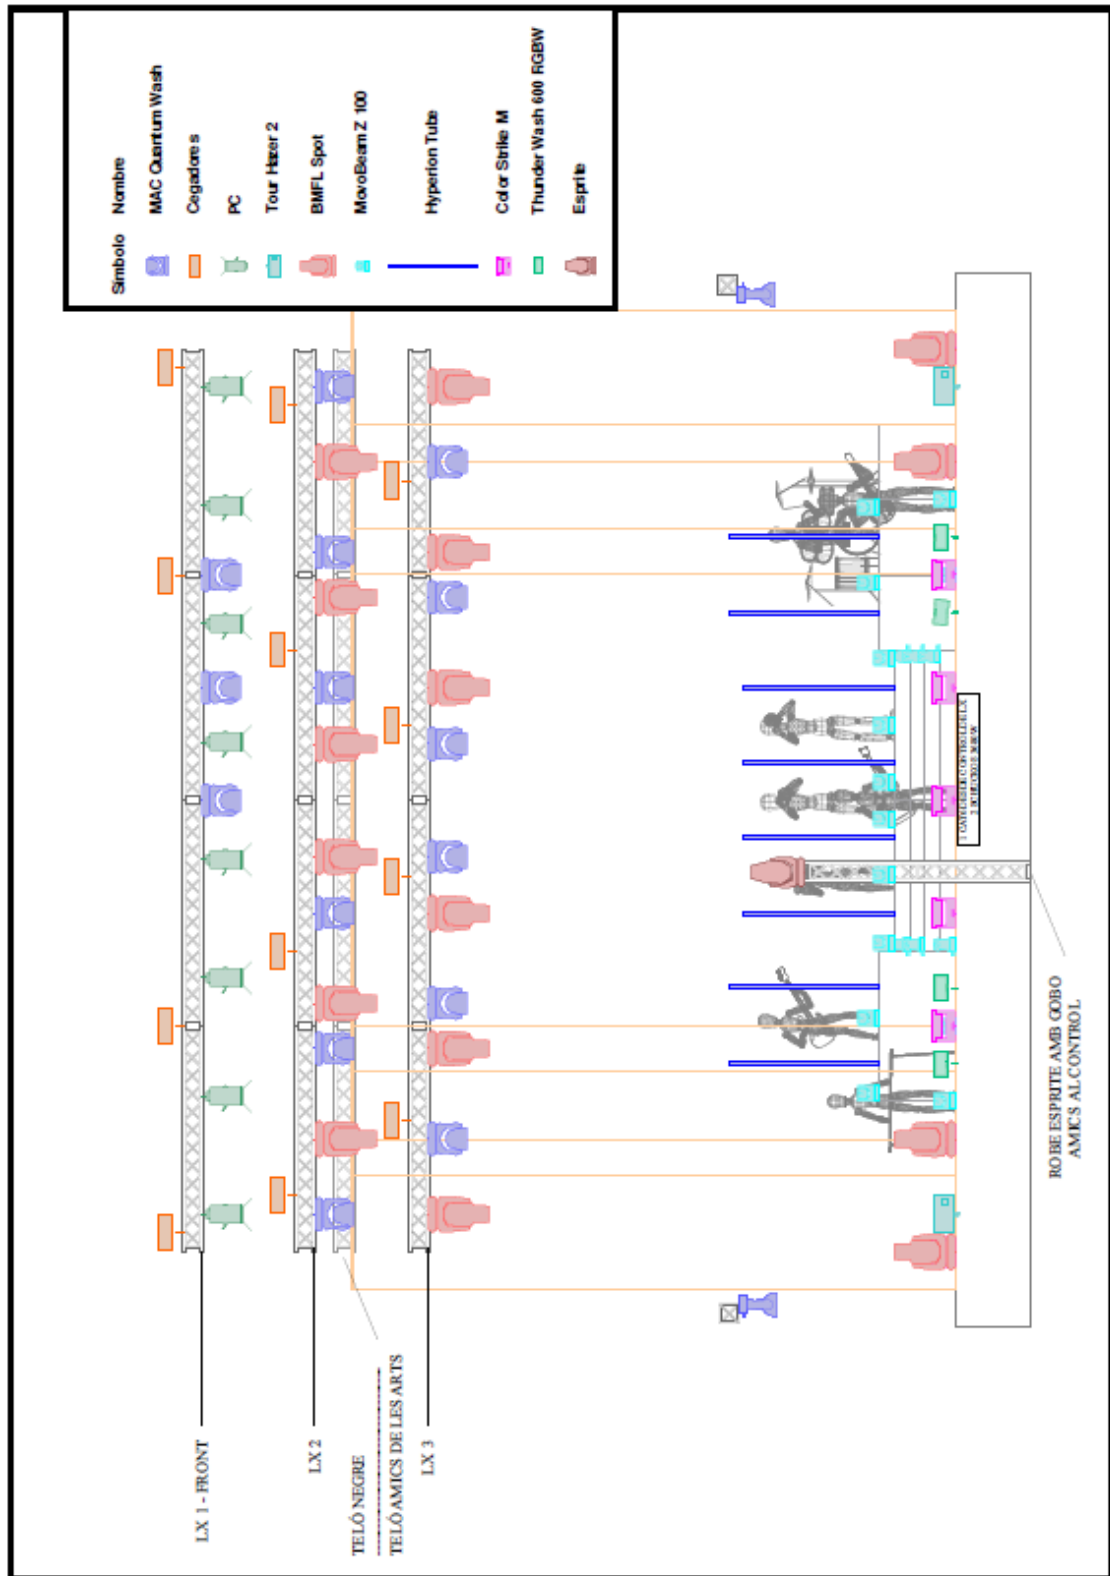 Símbolo Nombre
MAC Quantum Wash
Cegadores
PC
Tour Hazer 2
BMFL Spot
MovoBeam Z 100
Hyperion Tube
Color Strike M
Thunder Wash 600 RGBW
Esprite
LX 1 - FRONT
LX 2
TELÓ NEGRE
TELÓ AMICS DE LES ARTS
LX 3
ROBE ESPRITE AMB GOBO
AMICS AL CONTROL